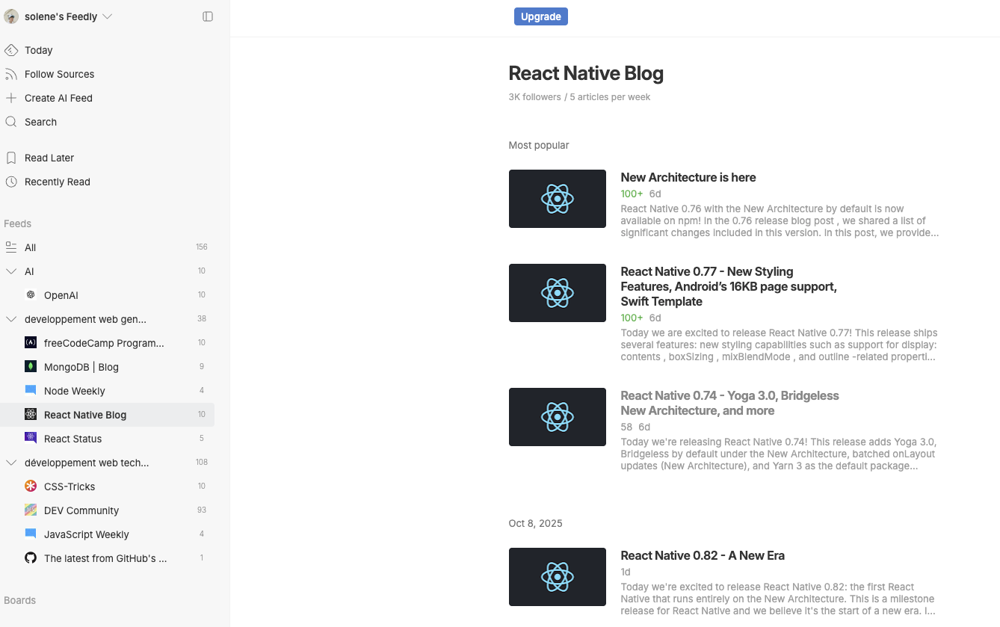 solene's Feedly
Today
Follow Sources
Create AI Feed
Search
Read Later
Recently Read
Feeds
All 156
AI 10
OpenAI 10
developpement web gen... 38
freeCodeCamp Program... 10
MongoDB | Blog 9
Node Weekly 4
React Native Blog 10
React Status 5
développement web tech... 108
CSS-Tricks 10
DEV Community 93
JavaScript Weekly 4
The latest from GitHub's ... 1
Boards
Upgrade
React Native Blog
3K followers / 5 articles per week
Most popular
New Architecture is here
100+ 6d
React Native 0.76 with the New Architecture by default is now
available on npm! In the 0.76 release blog post , we shared a list of
significant changes included in this version. In this post, we provide...
React Native 0.77 - New Styling
Features, Android’s 16KB page support,
Swift Template
100+ 6d
Today we are excited to release React Native 0.77! This release ships
several features: new styling capabilities such as support for display:
contents , boxSizing , mixBlendMode , and outline -related properti...
React Native 0.74 - Yoga 3.0, Bridgeless
New Architecture, and more
58 6d
Today we're releasing React Native 0.74! This release adds Yoga 3.0,
Bridgeless by default under the New Architecture, batched onLayout
updates (New Architecture), and Yarn 3 as the default package...
Oct 8, 2025
React Native 0.82 - A New Era
1d
Today we're excited to release React Native 0.82: the first React
Native that runs entirely on the New Architecture. This is a milestone
release for React Native and we believe it's the start of a new era. I...